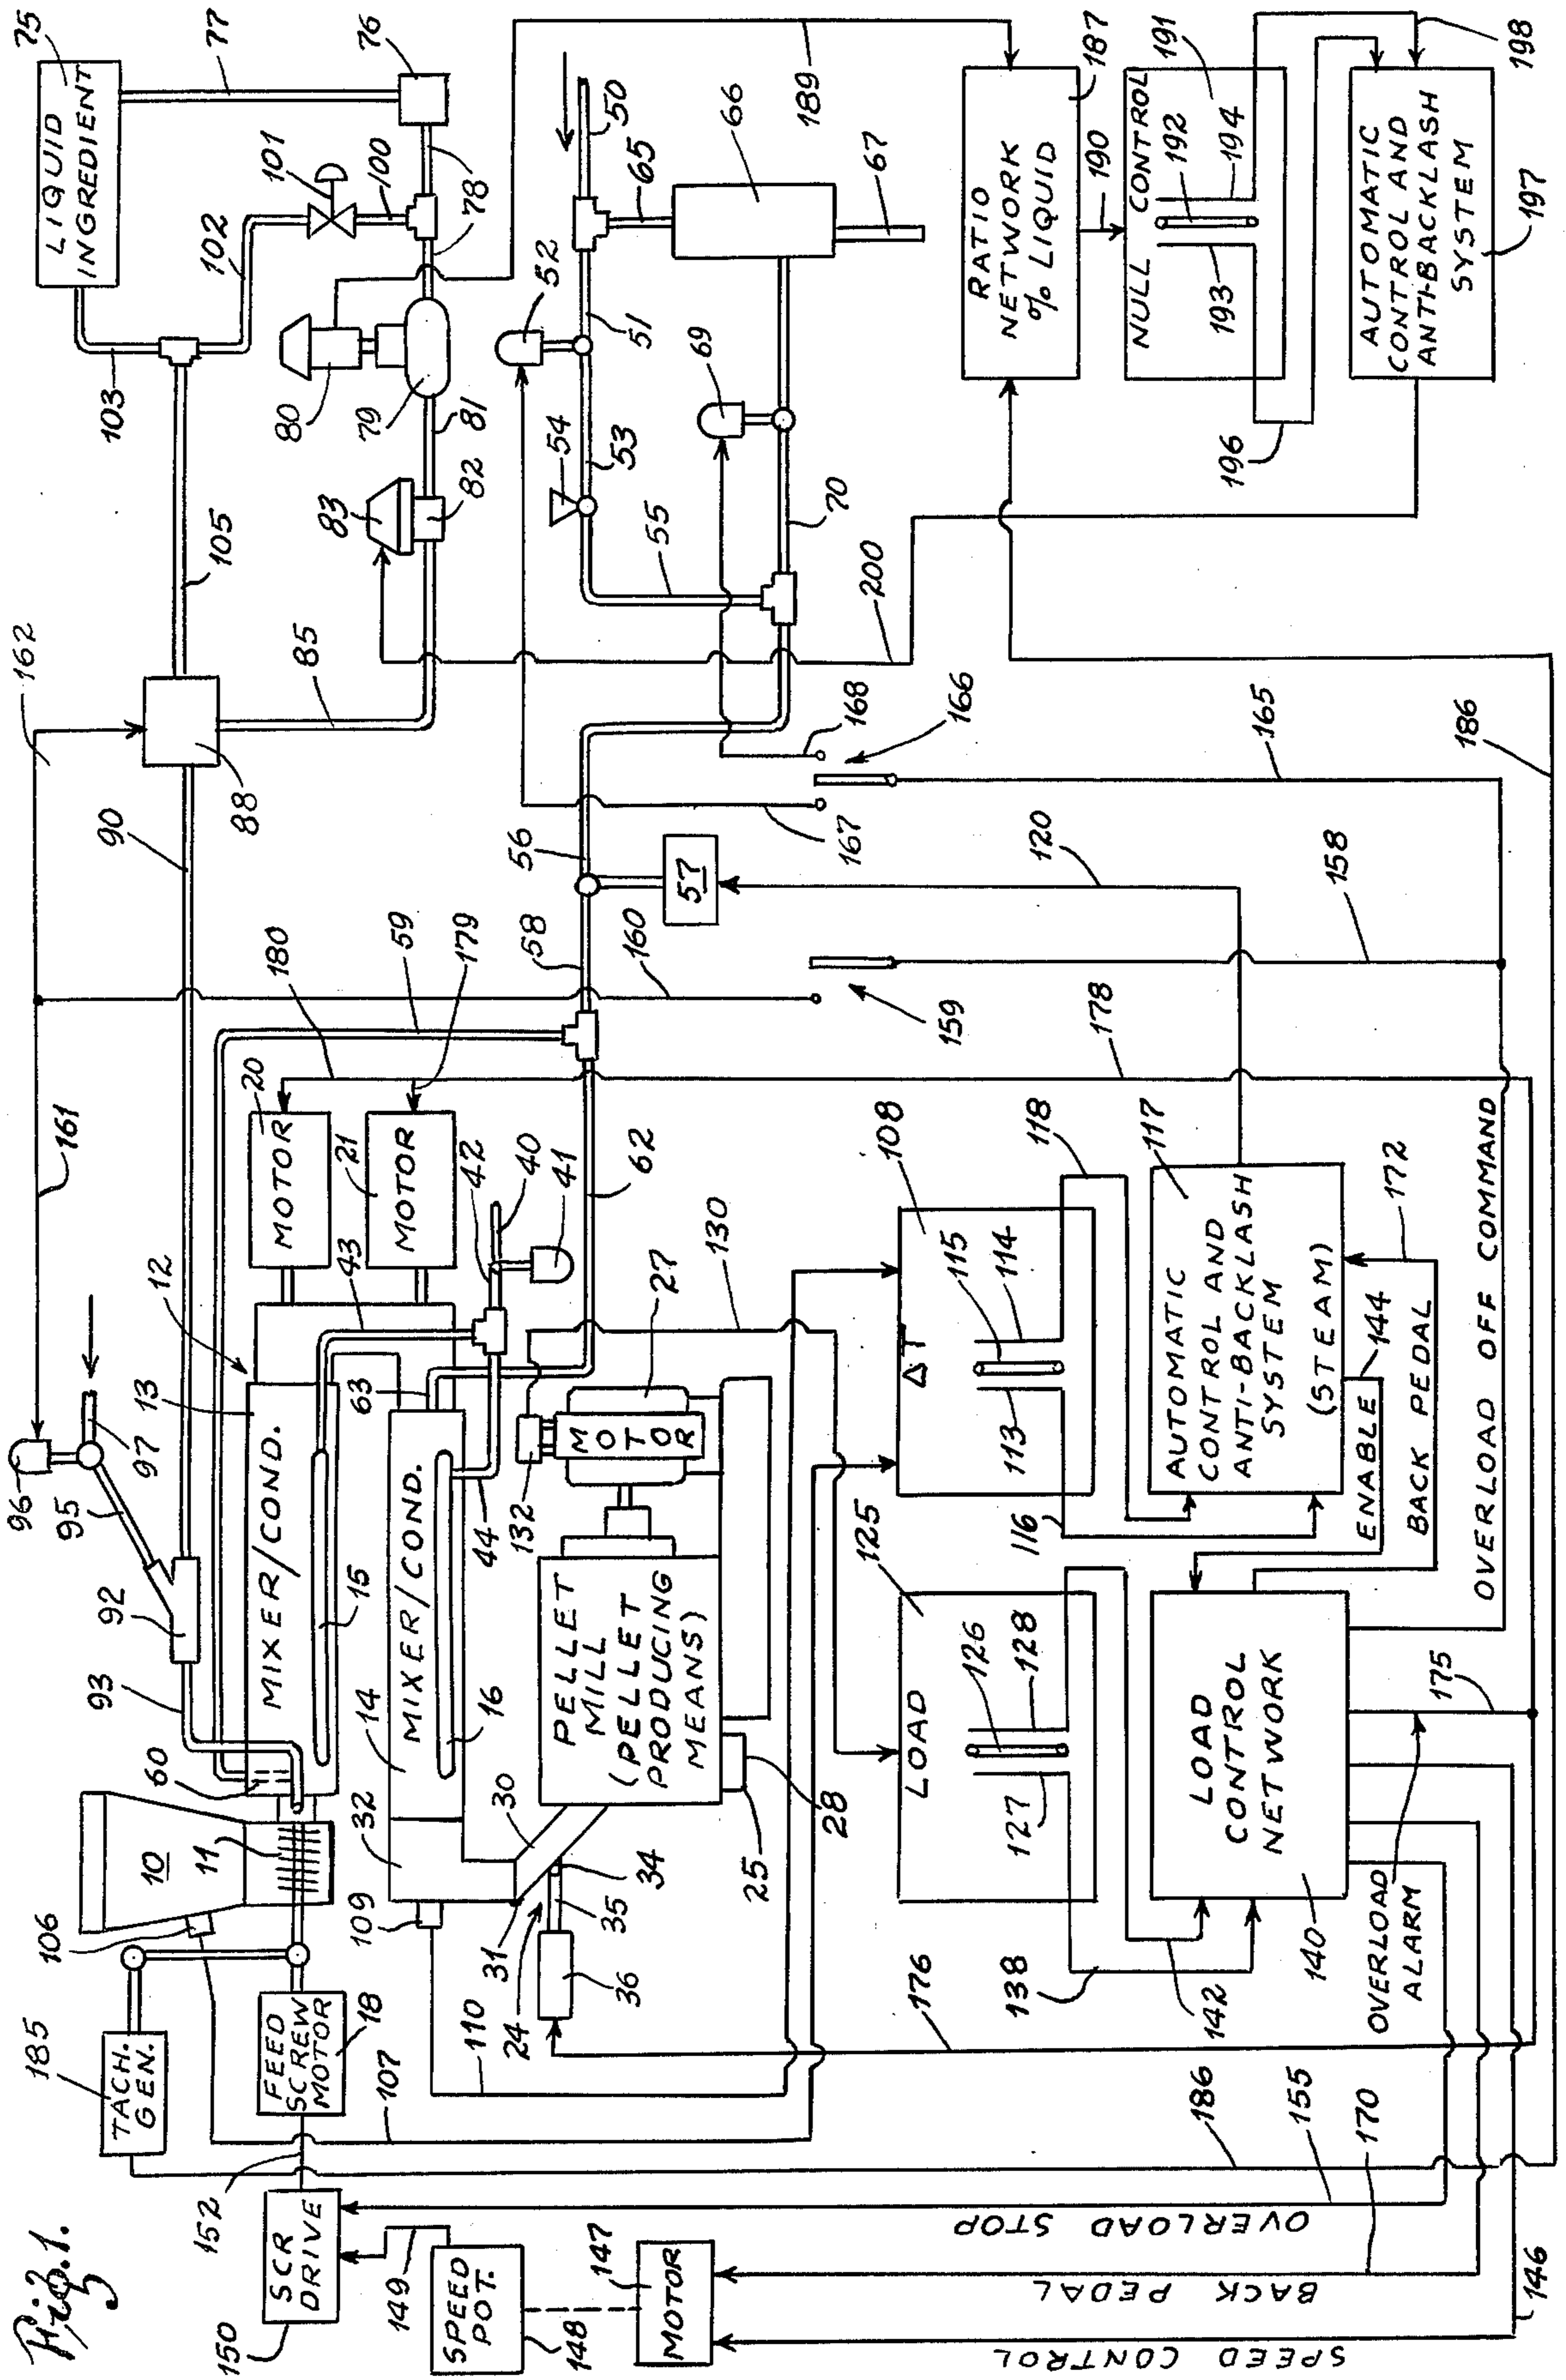 Fig.1.
75
LIQUID
INGREDIENT
77
76
101
100
78
78
102
103
80
79
81
82
83
105
85
88
90
162
161
96
97
95
92
93
50
65
66
67
52
51
54
53
55
69
70
56
57
58
59
62
63
60
189
RATIO
NETWORK
% LIQUID
187
190
NULL CONTROL
191
192
194
193
196
198
AUTOMATIC
CONTROL AND
ANTI-BACKLASH
SYSTEM
197
200
168
166
167
165
186
160
159
158
120
180
179
178
20
MOTOR
21
MOTOR
12
13
MIXER/COND.
15
43
42
40
41
44
14
MIXER/COND.
16
32
27
MOTOR
132
130
PELLET
MILL
(PELLET
PRODUCING
MEANS)
25
28
30
31
34
35
36
24
10
11
106
109
110
107
185
TACH.
GEN.
FEED
SCREW
MOTOR
18
152
SCR
DRIVE
150
149
SPEED
POT.
148
147
MOTOR
108
ΔT
115
114
113
118
116
117
AUTOMATIC
CONTROL AND
ANTI-BACKLASH
SYSTEM
(STEAM)
172
144
ENABLE
BACK PEDAL
OVERLOAD OFF COMMAND
125
LOAD
126
128
127
138
142
LOAD
CONTROL
NETWORK
140
175
OVERLOAD
ALARM
176
186
155
OVERLOAD STOP
170
BACK PEDAL
146
SPEED CONTROL